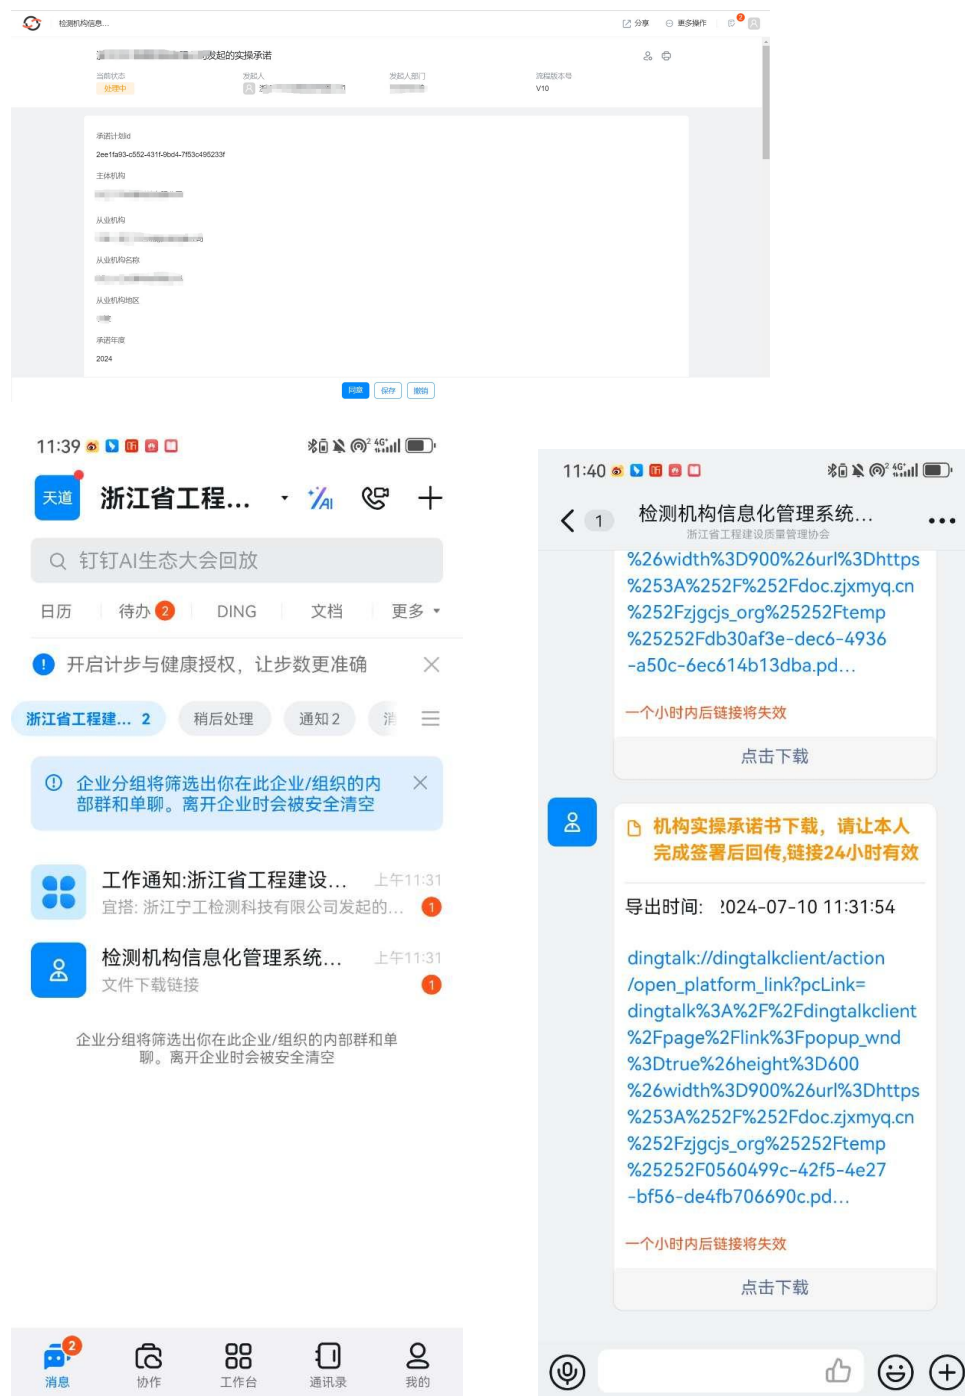 检测机构信息...
分享
更多操作
2
发起的实操承诺
当前状态
发起人
发起人部门
流程版本号
处理中
V10
承诺计划id
2ee1fa93-c552-431f-9bd4-7f53c495233f
主体机构
从业机构
从业机构名称
从业机构地区
承诺年度
2024
同意
保存
撤销
11:39
天道
浙江省工程...
AI
钉钉AI生态大会回放
日历
待办 2
DING
文档
更多
开启计步与健康授权，让步数更准确
浙江省工程建... 2
稍后处理
通知 2
企业分组将筛选出你在此企业/组织的内
部群和单聊。离开企业时会被安全清空
工作通知:浙江省工程建设...
上午11:31
宜搭: 浙江宁工检测科技有限公司发起的...
1
检测机构信息化管理系统...
上午11:31
文件下载链接
1
企业分组将筛选出你在此企业/组织的内部群和单
聊。离开企业时会被安全清空
2
消息
协作
工作台
通讯录
我的
11:40
1
检测机构信息化管理系统...
浙江省工程建设质量管理协会
%26width%3D900%26url%3Dhttps
%253A%252F%252Fdoc.zjxmyq.cn
%252Fzjgcjs_org%25252Ftemp
%25252Fdb30af3e-dec6-4936
-a50c-6ec614b13dba.pd...
一个小时内后链接将失效
点击下载
机构实操承诺书下载，请让本人
完成签署后回传,链接24小时有效
导出时间: 2024-07-10 11:31:54
dingtalk://dingtalkclient/action
/open_platform_link?pcLink=
dingtalk%3A%2F%2Fdingtalkclient
%2Fpage%2Flink%3Fpopup_wnd
%3Dtrue%26height%3D600
%26width%3D900%26url%3Dhttps
%253A%252F%252Fdoc.zjxmyq.cn
%252Fzjgcjs_org%25252Ftemp
%25252F0560499c-42f5-4e27
-bf56-de4fb706690c.pd...
一个小时内后链接将失效
点击下载